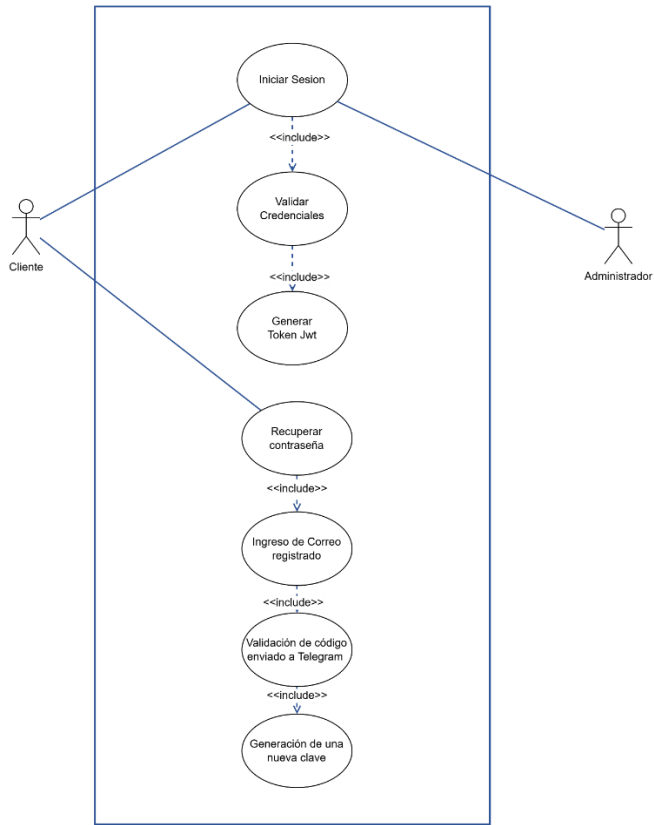 Iniciar Sesion
<<include>>
Validar
Credenciales
Cliente
Administrador
<<include>>
Generar
Token Jwt
Recuperar
contraseña
<<include>>
Ingreso de Correo
registrado
<<include>>
Validación de código
enviado a Telegram
<<include>>
Generación de una
nueva clave